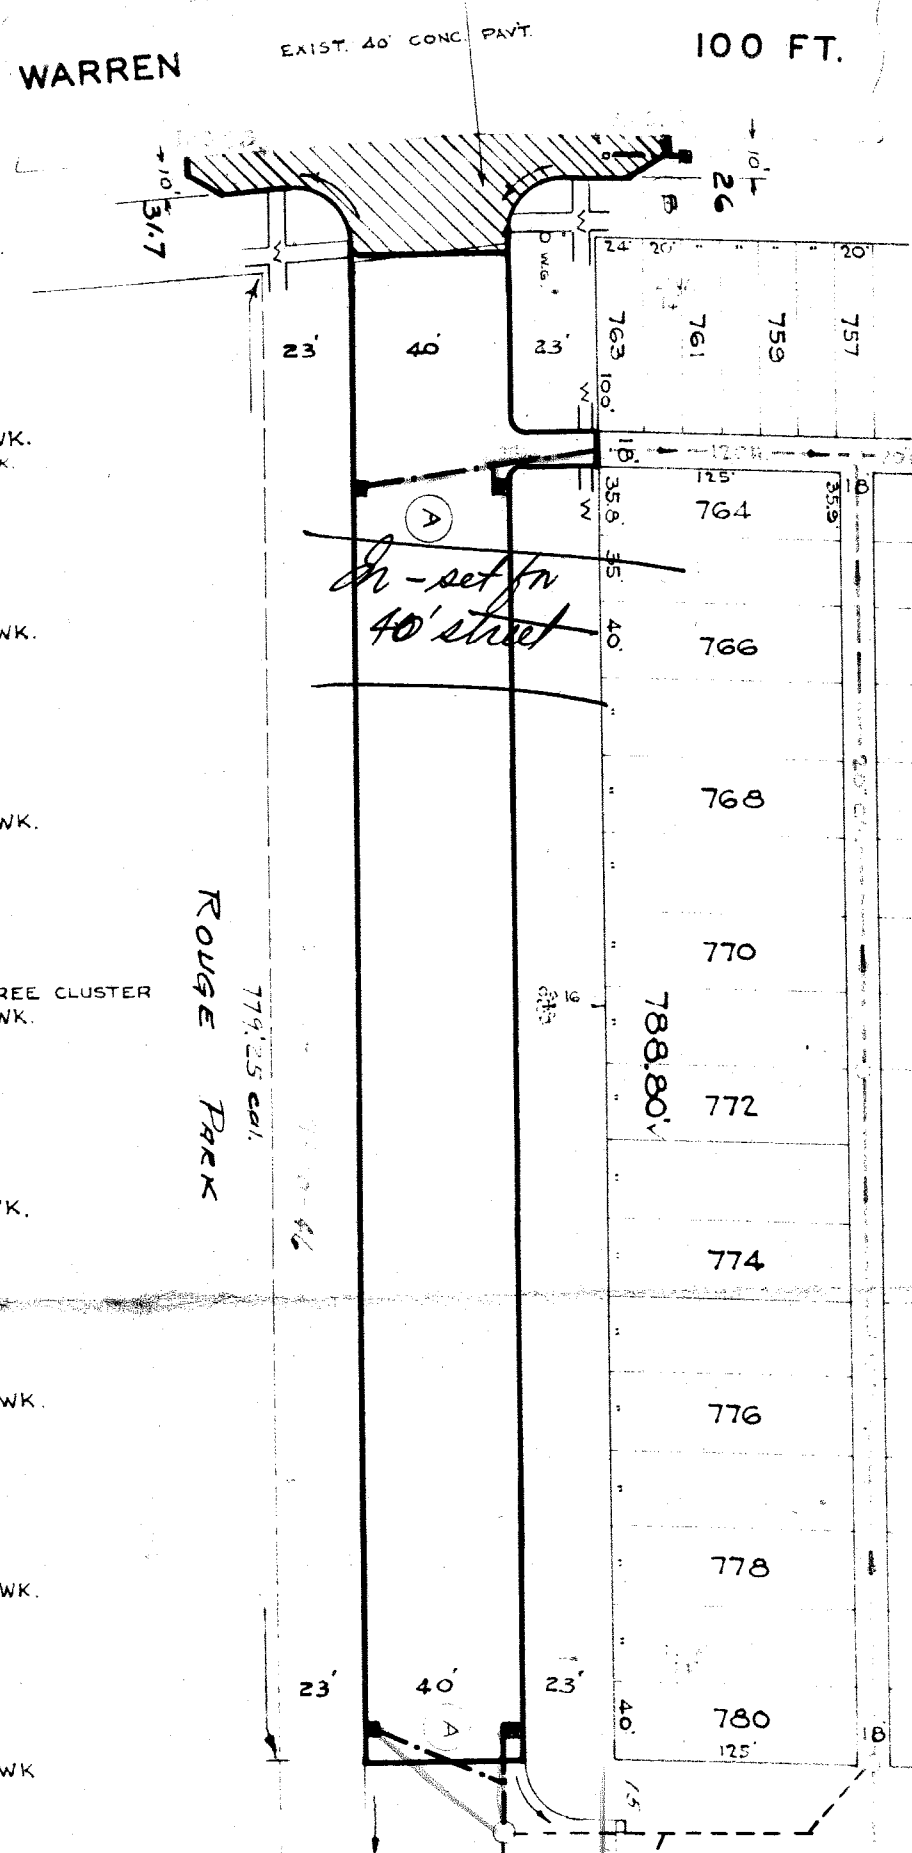 WARREN
EXIST. 40' CONC. PAV'T.
100 FT.
10'
31.7
10'
26
W
W
24' 20' " " " 20'
O W.G.
23'
40'
23'
763
761
759
757
WK.
K.
W
100'
18'
125'
18'
W
35.8
35.9
764
A
35
In-set for
40' street
40'
WK.
766
"
"
768
WK.
"
"
770
REE CLUSTER
WK.
ROUGE PARK
779.25 cal.
16
788.80'
"
"
772
"
K.
"
774
"
WK.
"
776
"
WK.
"
778
"
23'
40'
23'
40'
780
A
125'
18'
WK
15'
T